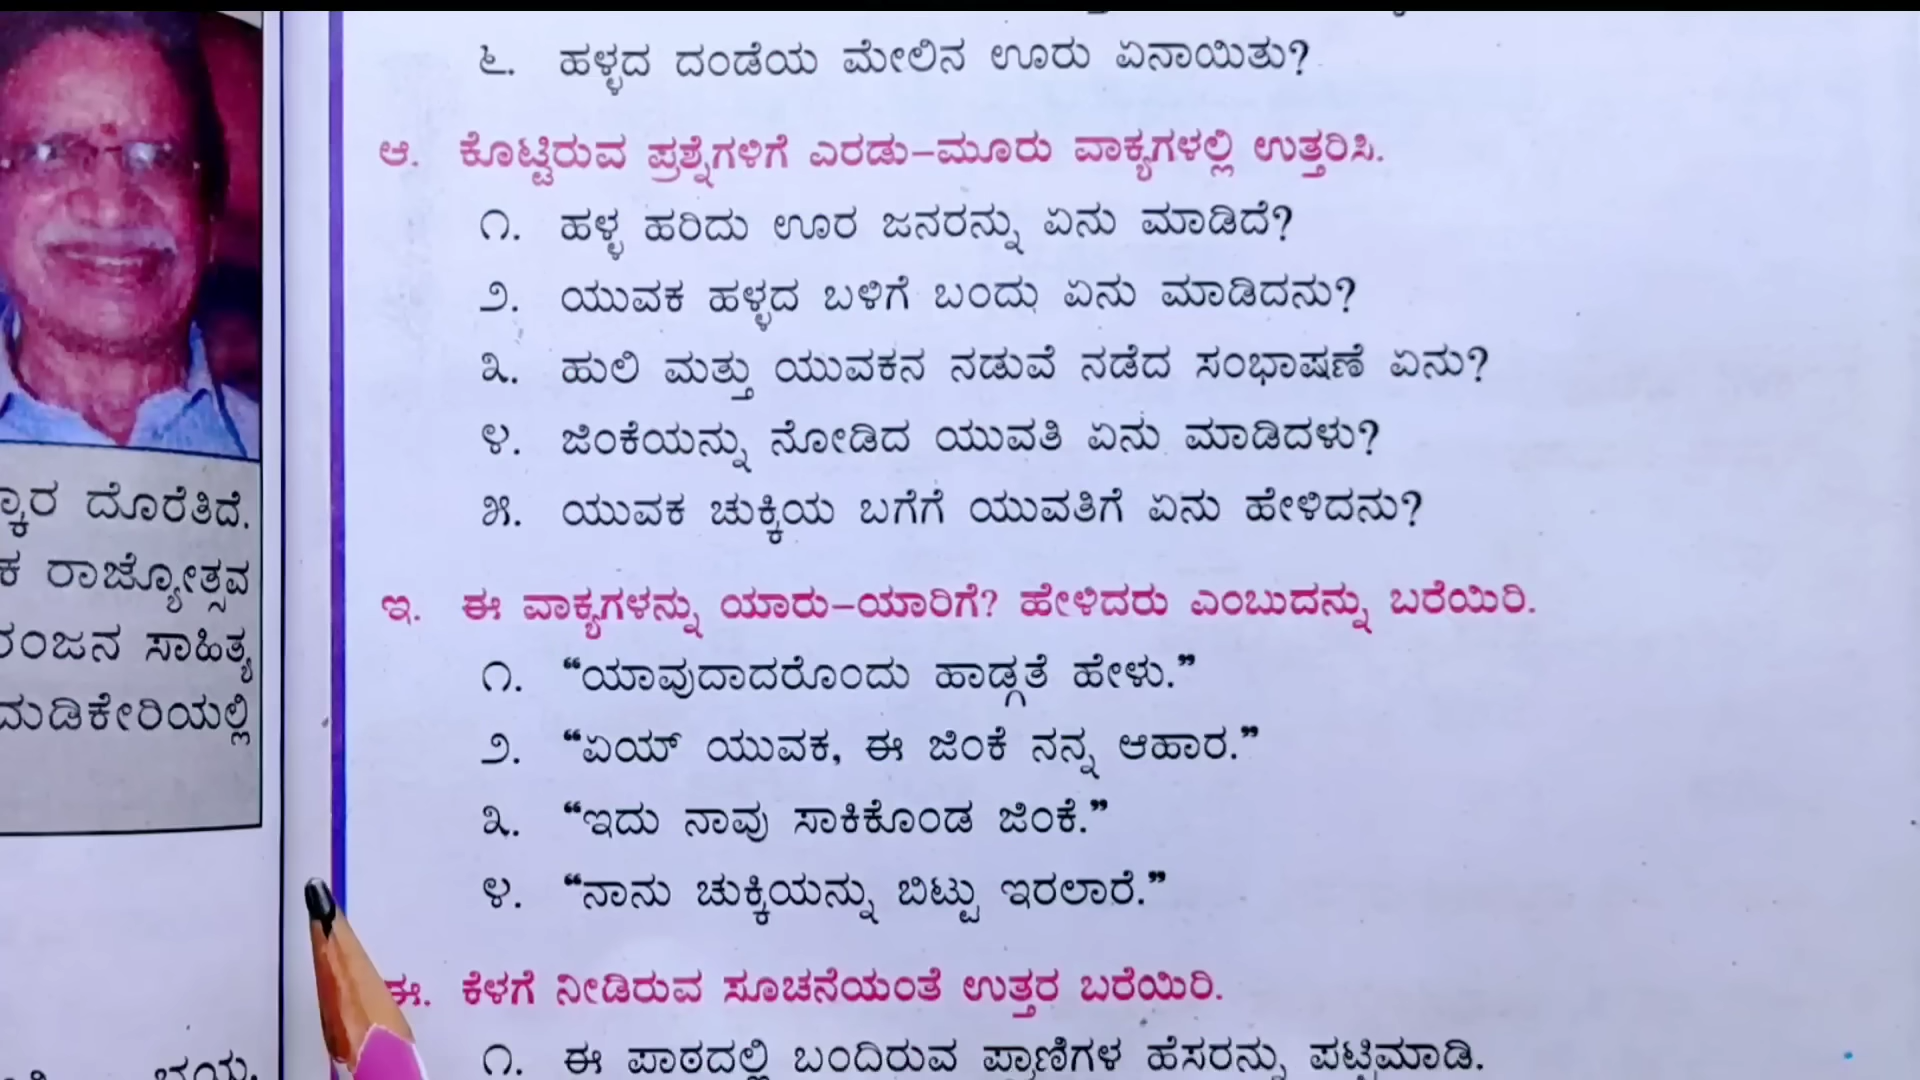 ್ಕಾರ ದೊರೆತಿದೆ.
ಕ ರಾಜ್ಯೋತ್ಸವ
ರಂಜನ ಸಾಹಿತ್ಯ
ಮಡಿಕೇರಿಯಲ್ಲಿ
೬. ಹಳ್ಳದ ದಂಡೆಯ ಮೇಲಿನ ಊರು ಏನಾಯಿತು?
ಆ. ಕೊಟ್ಟಿರುವ ಪ್ರಶ್ನೆಗಳಿಗೆ ಎರಡು–ಮೂರು ವಾಕ್ಯಗಳಲ್ಲಿ ಉತ್ತರಿಸಿ.
೧. ಹಳ್ಳ ಹರಿದು ಊರ ಜನರನ್ನು ಏನು ಮಾಡಿದೆ?
೨. ಯುವಕ ಹಳ್ಳದ ಬಳಿಗೆ ಬಂದು ಏನು ಮಾಡಿದನು?
೩. ಹುಲಿ ಮತ್ತು ಯುವಕನ ನಡುವೆ ನಡೆದ ಸಂಭಾಷಣೆ ಏನು?
೪. ಜಿಂಕೆಯನ್ನು ನೋಡಿದ ಯುವತಿ ಏನು ಮಾಡಿದಳು?
೫. ಯುವಕ ಚುಕ್ಕಿಯ ಬಗೆಗೆ ಯುವತಿಗೆ ಏನು ಹೇಳಿದನು?
ಇ. ಈ ವಾಕ್ಯಗಳನ್ನು ಯಾರು–ಯಾರಿಗೆ? ಹೇಳಿದರು ಎಂಬುದನ್ನು ಬರೆಯಿರಿ.
೧. “ಯಾವುದಾದರೊಂದು ಹಾಡ್ಗತೆ ಹೇಳು.”
೨. “ಏಯ್ ಯುವಕ, ಈ ಜಿಂಕೆ ನನ್ನ ಆಹಾರ.”
೩. “ಇದು ನಾವು ಸಾಕಿಕೊಂಡ ಜಿಂಕೆ.”
೪. “ನಾನು ಚುಕ್ಕಿಯನ್ನು ಬಿಟ್ಟು ಇರಲಾರೆ.”
ಈ. ಕೆಳಗೆ ನೀಡಿರುವ ಸೂಚನೆಯಂತೆ ಉತ್ತರ ಬರೆಯಿರಿ.
೧. ಈ ಪಾಠದಲ್ಲಿ ಬಂದಿರುವ ಪ್ರಾಣಿಗಳ ಹೆಸರನ್ನು ಪಟ್ಟಿಮಾಡಿ.